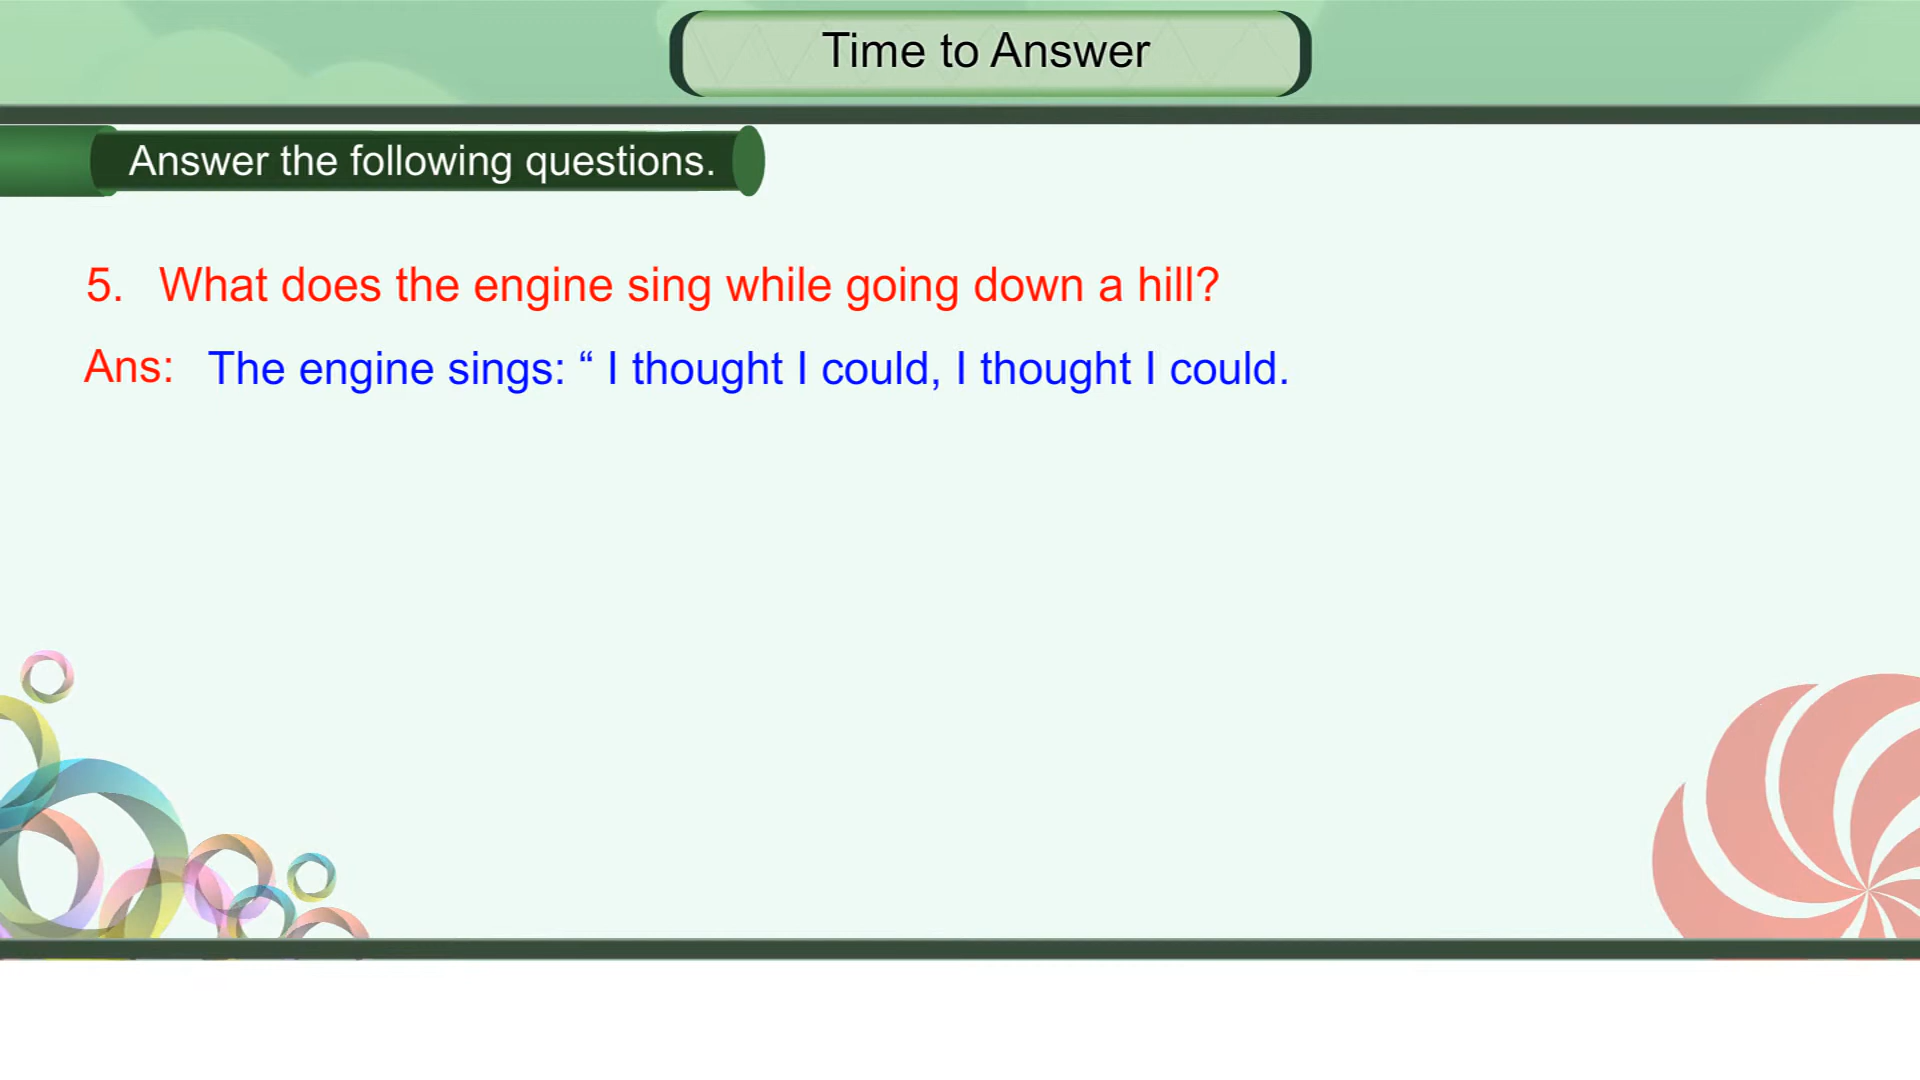 Time to Answer
Answer the following questions.
5. What does the engine sing while going down a hill?
Ans: The engine sings: “ I thought I could, I thought I could.